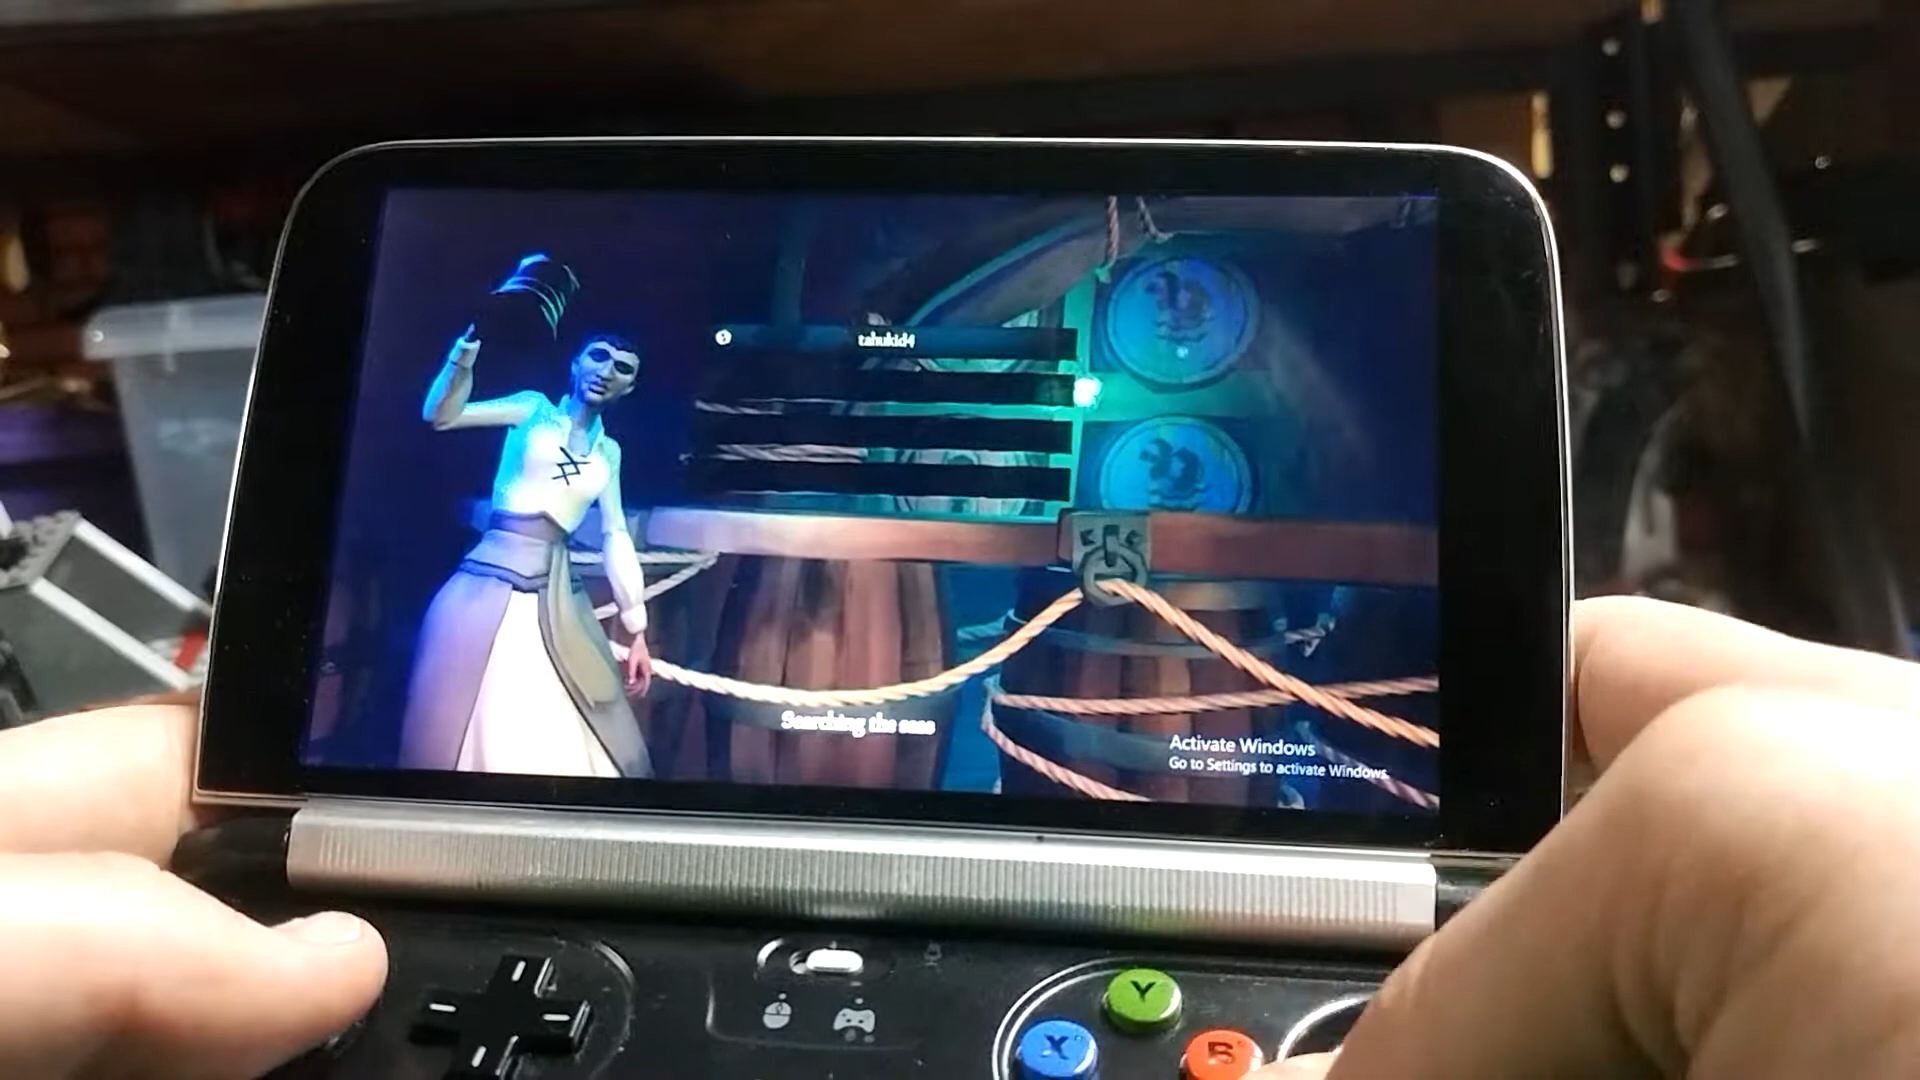 tahukid4
Searching the seas
Activate Windows
Go to Settings to activate Windows.
Y
X
B